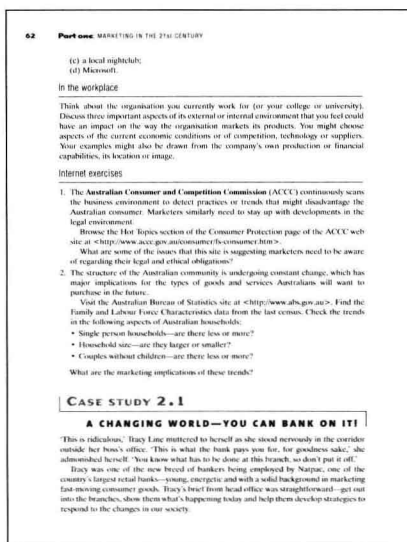 62 Part one MARKETING IN THE 21st CENTURY
(c) a local nightclub;
(d) Microsoft.
In the workplace
Think about the organisation you currently work for (or your college or university).
Discuss three important aspects of its external or internal environment that you feel could
have an impact on the way the organisation markets its products. You might choose
aspects of the current economic conditions or of competition, technology or suppliers.
Your examples might also be drawn from the company's own production or financial
capabilities, its location or image.
Internet exercises
1. The Australian Consumer and Competition Commission (ACCC) continuously scans
the business environment to detect practices or trends that might disadvantage the
Australian consumer. Marketers similarly need to stay up with developments in the
legal environment.
Browse the Hot Topics section of the Consumer Protection page of the ACCC web
site at <http://www.accc.gov.au/consumer/fs-consumer.htm>.
What are some of the issues that this site is suggesting marketers need to be aware
of regarding their legal and ethical obligations?
2. The structure of the Australian community is undergoing constant change, which has
major implications for the types of goods and services Australians will want to
purchase in the future.
Visit the Australian Bureau of Statistics site at <http://www.abs.gov.au>. Find the
Family and Labour Force Characteristics data from the last census. Check the trends
in the following aspects of Australian households:
• Single person households—are there less or more?
• Household size—are they larger or smaller?
• Couples without children—are there less or more?
What are the marketing implications of these trends?
CASE STUDY 2.1
A CHANGING WORLD—YOU CAN BANK ON IT!
'This is ridiculous,' Tracy Line muttered to herself as she stood nervously in the corridor
outside her boss's office. 'This is what the bank pays you for, for goodness sake,' she
admonished herself. 'You know what has to be done at this branch, so don't put it off.'
Tracy was one of the new breed of bankers being employed by Natpac, one of the
country's largest retail banks—young, energetic and with a solid background in marketing
fast-moving consumer goods. Tracy's brief from head office was straightforward—get out
into the branches, show them what's happening today and help them develop strategies to
respond to the changes in our society.